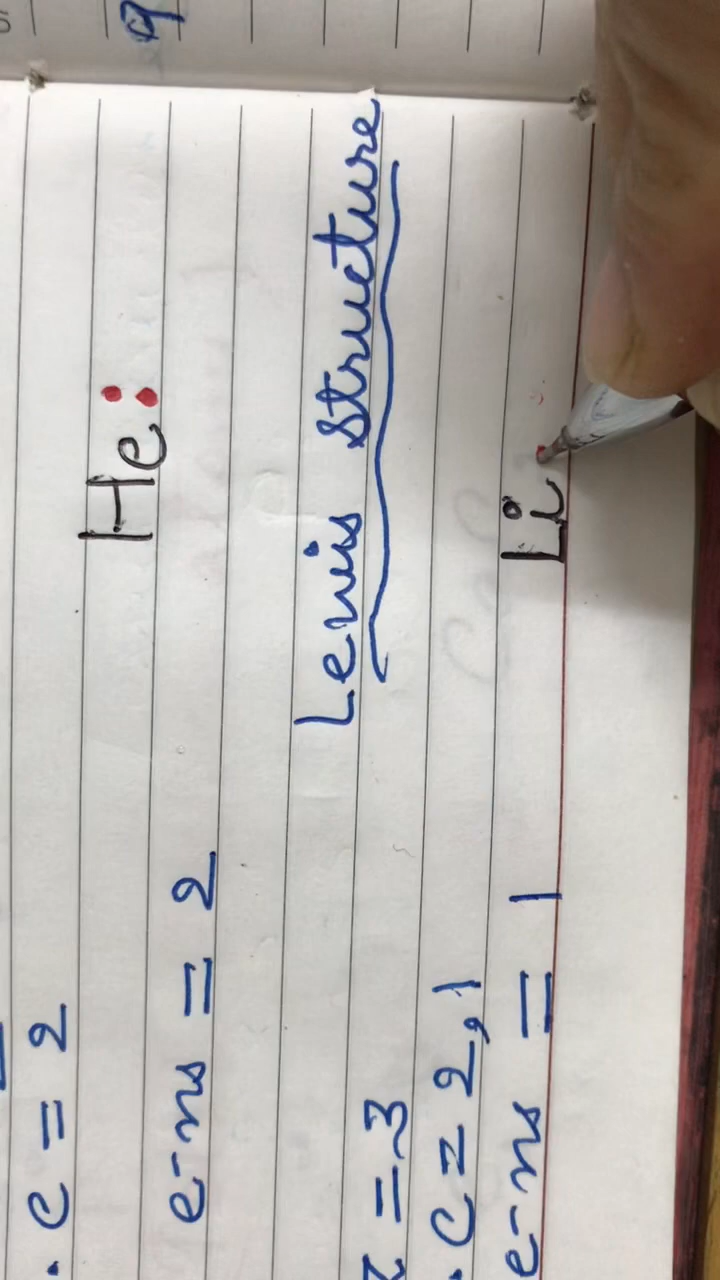 .c = 2
He:
e-ns = 2
Lewis structure
z = 3
.c = 2,1
e-ns = 1 Li.